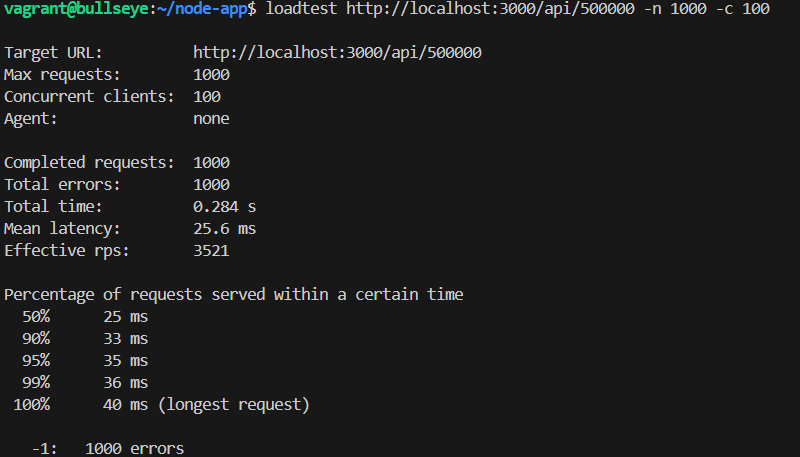 vagrant@bullseye:~/node-app$ loadtest http://localhost:3000/api/500000 -n 1000 -c 100
Target URL: http://localhost:3000/api/500000
Max requests: 1000
Concurrent clients: 100
Agent: none
Completed requests: 1000
Total errors: 1000
Total time: 0.284 s
Mean latency: 25.6 ms
Effective rps: 3521
Percentage of requests served within a certain time
50% 25 ms
90% 33 ms
95% 35 ms
99% 36 ms
100% 40 ms (longest request)
-1: 1000 errors